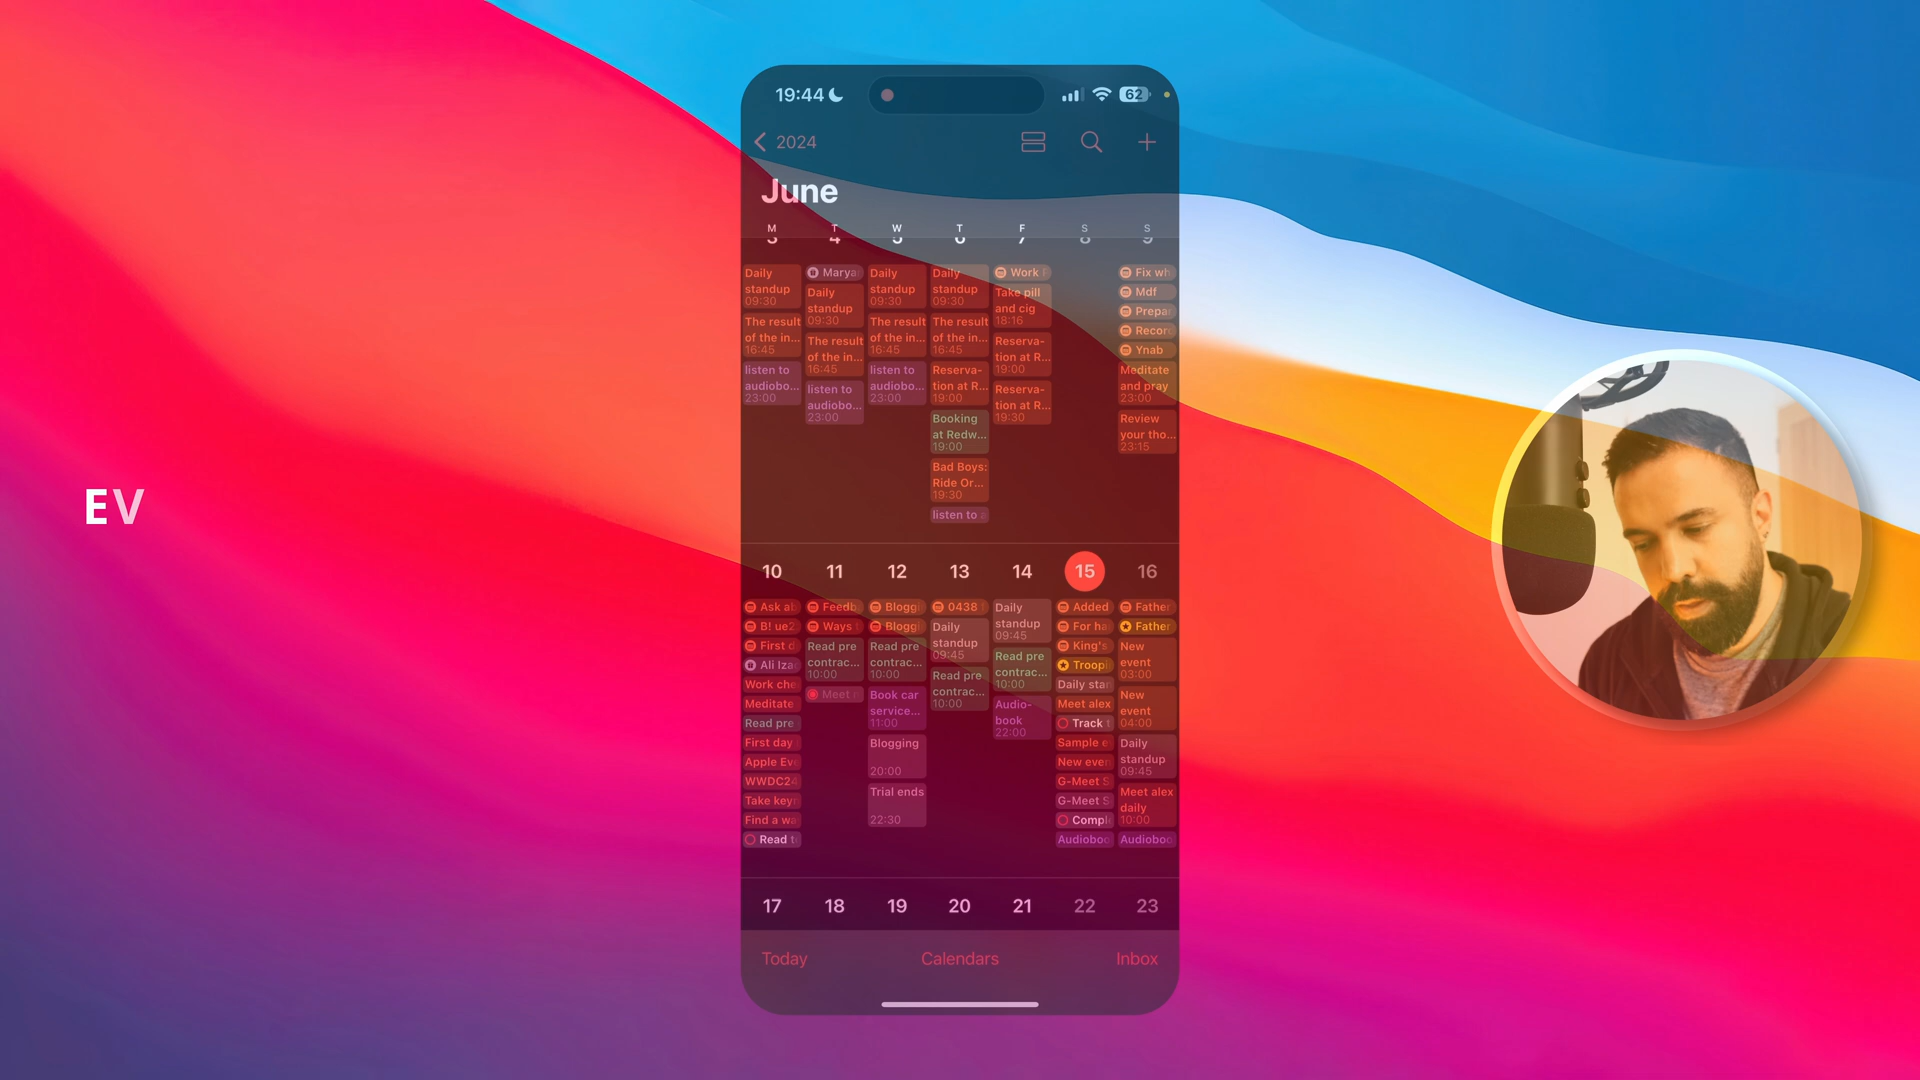 19:44
62
2024
June
M T W T F S S
3 4 5 6 7 8 9
Daily
standup
09:30
The result
of the in...
16:45
listen to
audiobo...
23:00
Marya
Daily
standup
09:30
The result
of the in...
16:45
listen to
audiobo...
23:00
Daily
standup
09:30
The result
of the in...
16:45
listen to
audiobo...
23:00
Daily
standup
09:30
The result
of the in...
16:45
Reserva-
tion at R...
19:00
Booking
at Redw...
19:00
Bad Boys:
Ride Or...
19:30
listen to
Work
Take pill
and cig
18:16
Reserva-
tion at R...
19:00
Reserva-
tion at R...
19:30
Fix wh
Mdf
Prepa
Recor
Ynab
Meditate
and pray
23:00
Review
your tho...
23:15
EV
10 11 12 13 14 15 16
Ask ab
B! ue2
First d
Ali Iza
Work che
Meditate
Read pre
First day
Apple Eve
WWDC24
Take key
Find a wa
Read t
Feedb
Ways
Read pre
contrac...
10:00
Meet
Bloggi
Bloggi
Read pre
contrac...
10:00
Book car
service...
11:00
Blogging
20:00
Trial ends
22:30
0438
Daily
standup
09:45
Read pre
contrac...
10:00
Daily
standup
09:45
Read pre
contrac...
10:00
Audio-
book
22:00
Added
For ha
King's
Troopi
Daily stan
Meet alex
Track t
Sample e
New even
G-Meet S
G-Meet S
Compl
Audioboo
Father
Father
New
event
03:00
New
event
04:00
Daily
standup
09:45
Meet alex
daily
10:00
Audioboo
17 18 19 20 21 22 23
Today Calendars Inbox